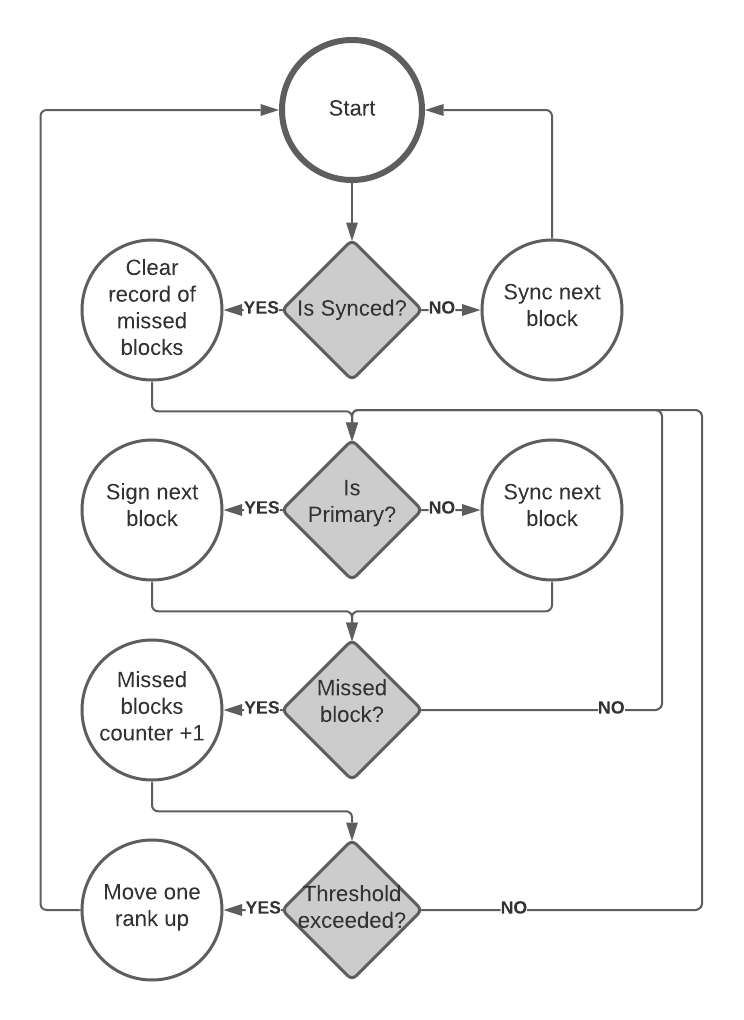 Start
Clear
record of
missed
blocks
YES
Is Synced?
NO
Sync next
block
Sign next
block
YES
Is
Primary?
NO
Sync next
block
Missed
blocks
counter +1
YES
Missed
block?
NO
Move one
rank up
YES
Threshold
exceeded?
NO